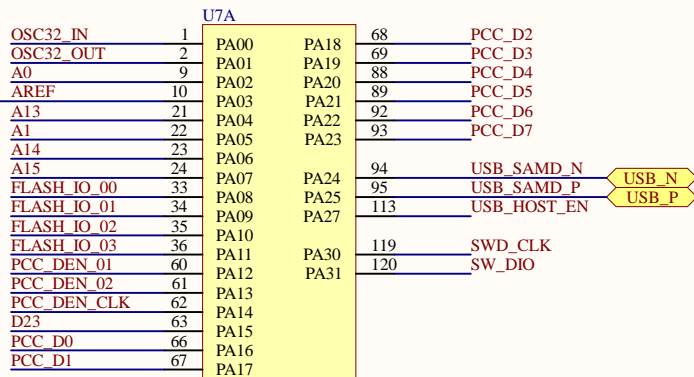 U7A
OSC32_IN 1 PA00 PA18 68 PCC_D2
OSC32_OUT 2 PA01 PA19 69 PCC_D3
A0 9 PA02 PA20 88 PCC_D4
AREF 10 PA03 PA21 89 PCC_D5
A13 21 PA04 PA22 92 PCC_D6
A1 22 PA05 PA23 93 PCC_D7
A14 23 PA06
A15 24 PA07 PA24 94 USB_SAMD_N USB_N
FLASH_IO_00 33 PA08 PA25 95 USB_SAMD_P USB_P
FLASH_IO_01 34 PA09 PA27 113 USB_HOST_EN
FLASH_IO_02 35 PA10
FLASH_IO_03 36 PA11 PA30 119 SWD_CLK
PCC_DEN_01 60 PA12 PA31 120 SW_DIO
PCC_DEN_02 61 PA13
PCC_DEN_CLK 62 PA14
D23 63 PA15
PCC_D0 66 PA16
PCC_D1 67 PA17